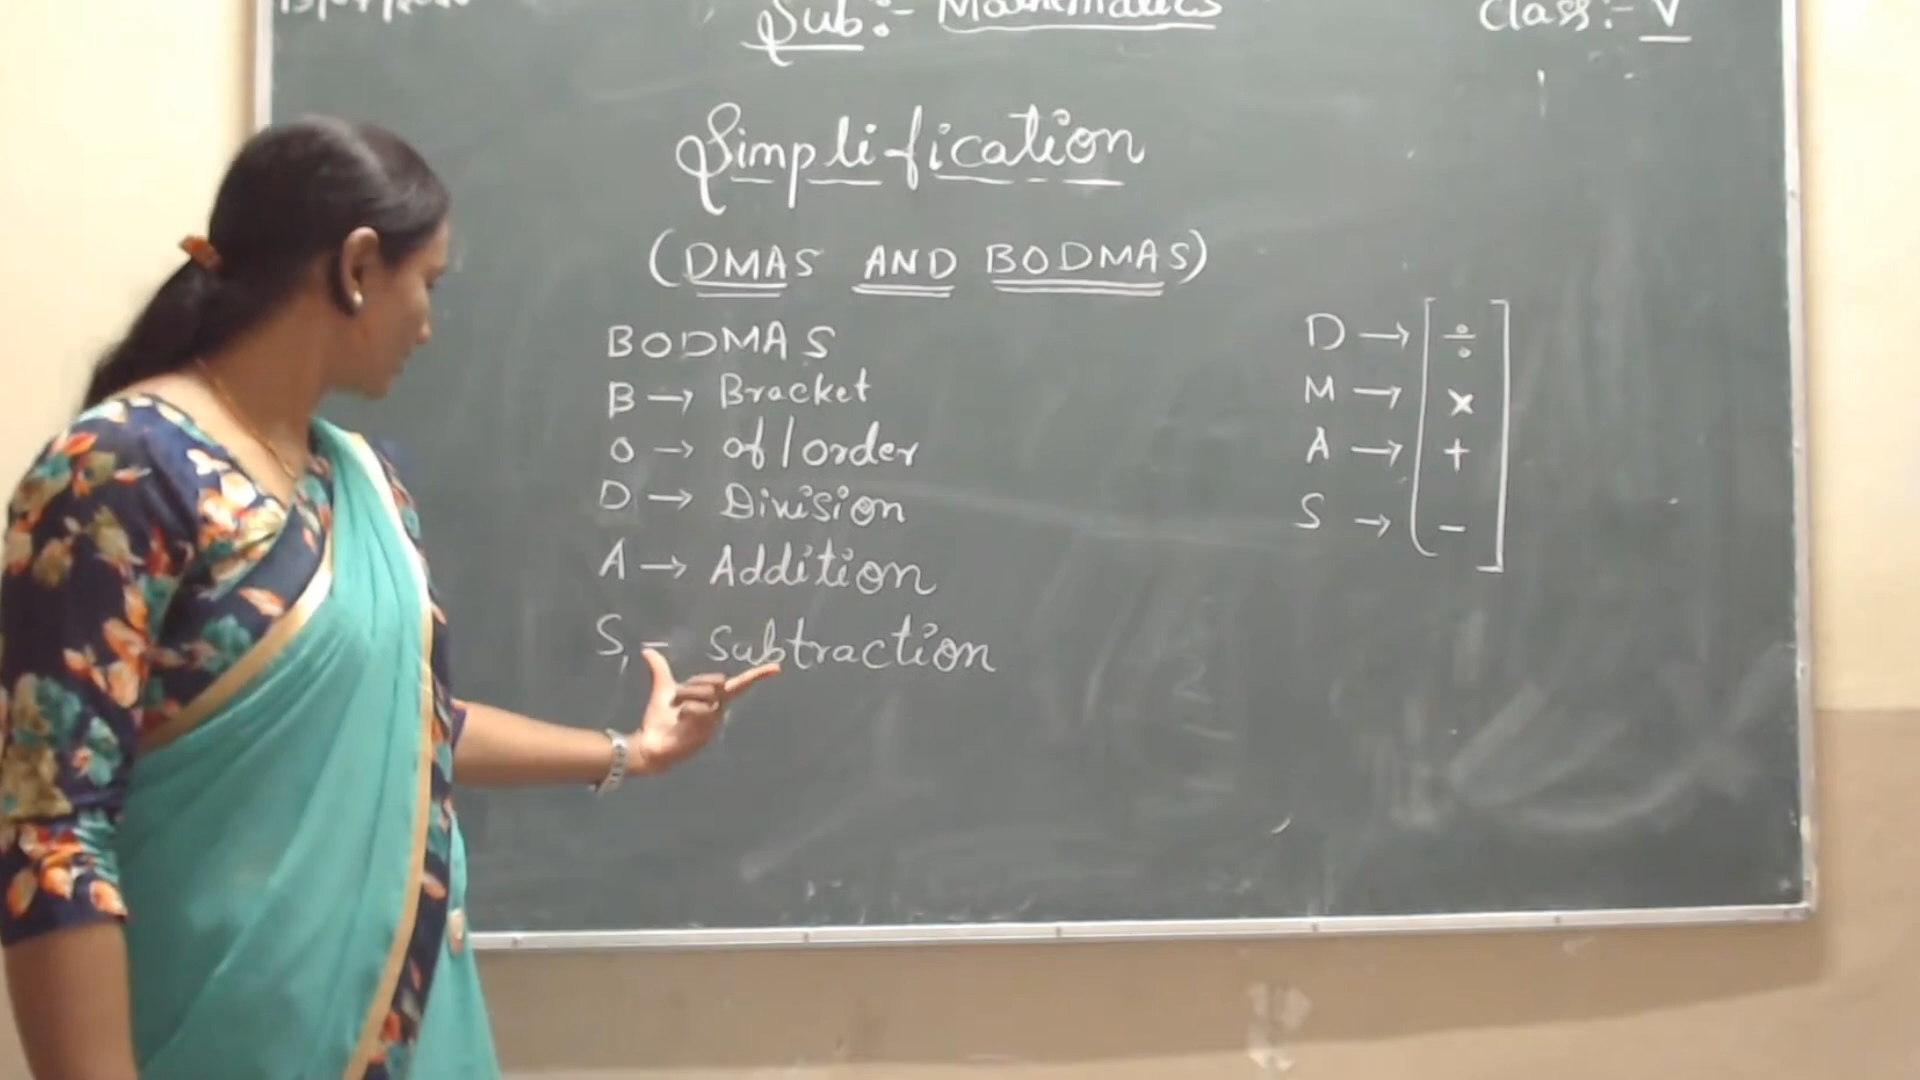 Sub:- Mathematics
Class:- V
Simplification
(DMAS AND BODMAS)
BODMAS
B → Bracket
O → of/order
D → Division
A → Addition
S - Subtraction
D → ÷
M → ×
A → +
S → -